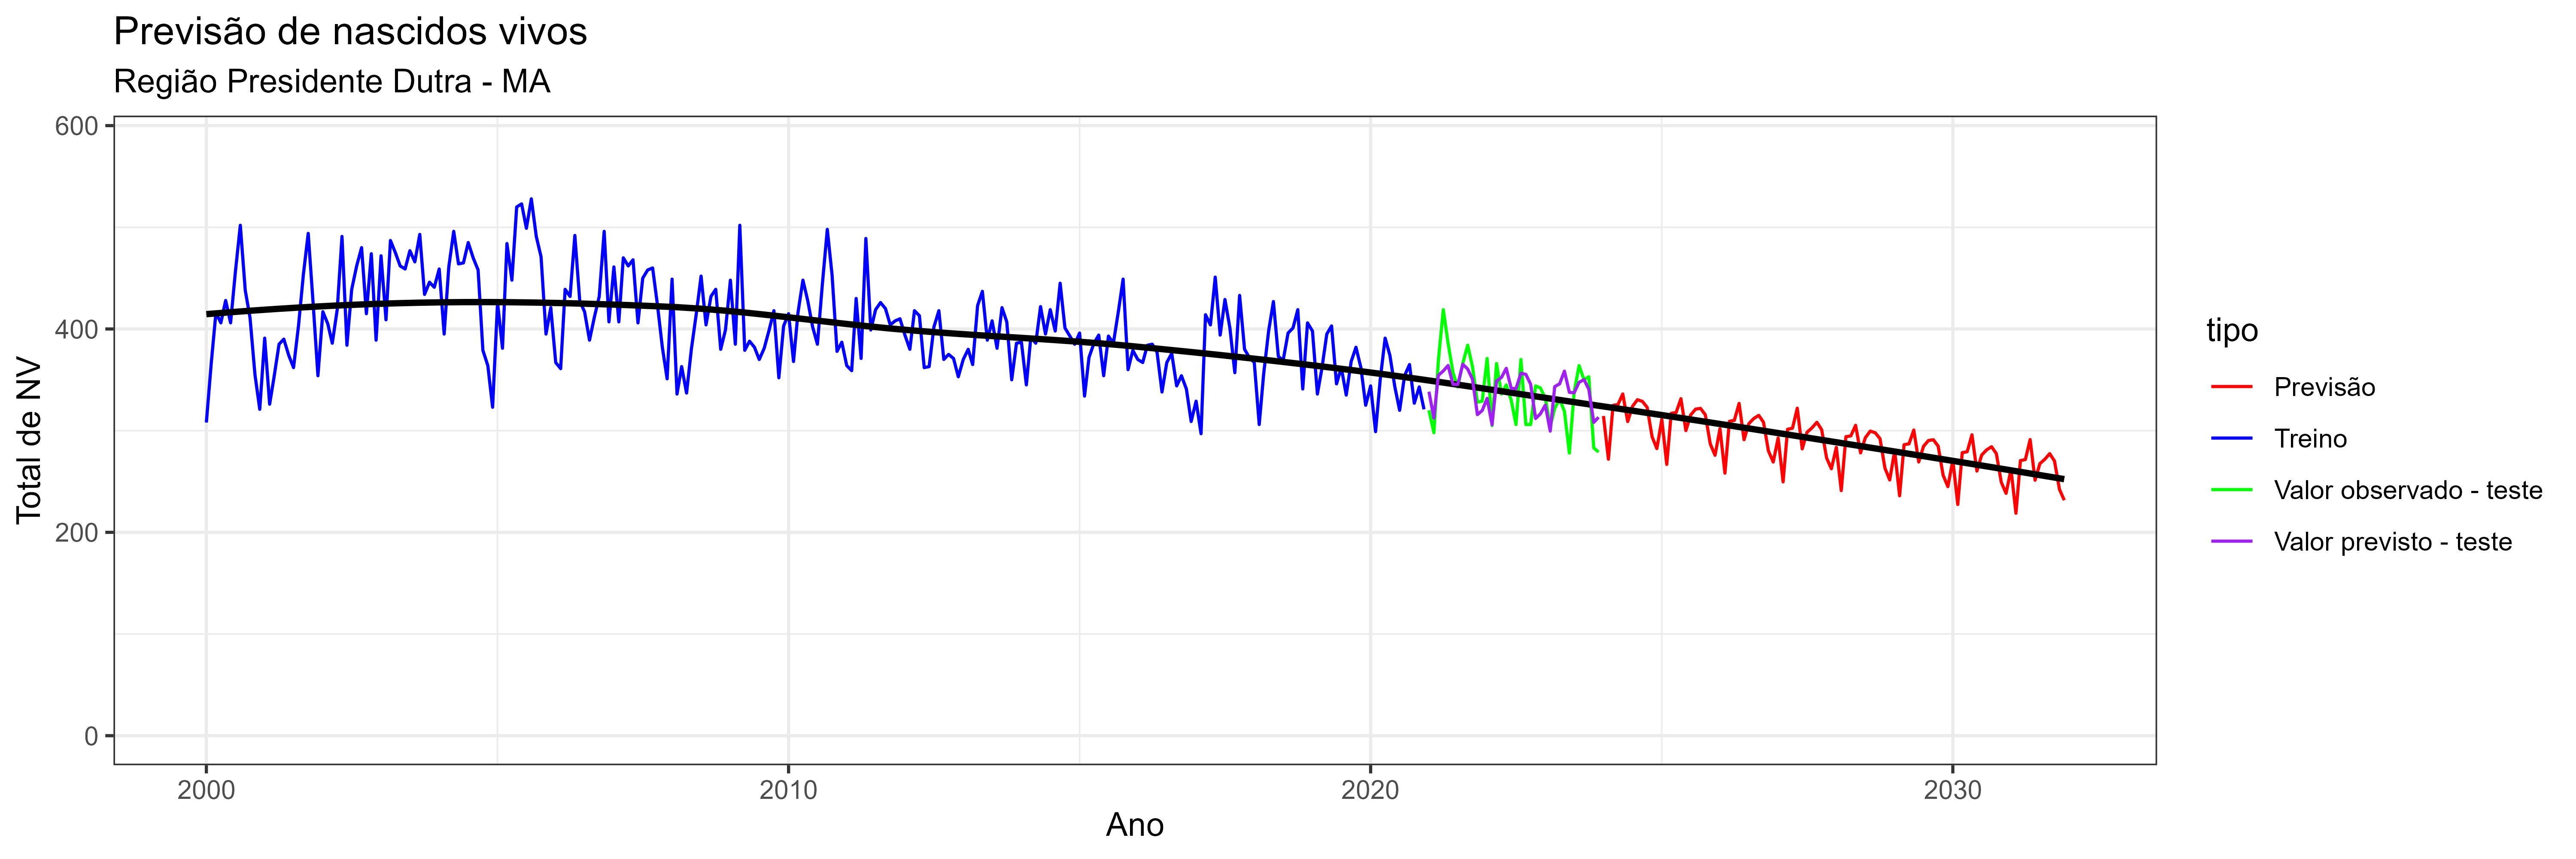 Previsão de nascidos vivos
Região Presidente Dutra - MA
600
400
200
0
Total de NV
2000
2010
2020
2030
Ano
tipo
Previsão
Treino
Valor observado - teste
Valor previsto - teste